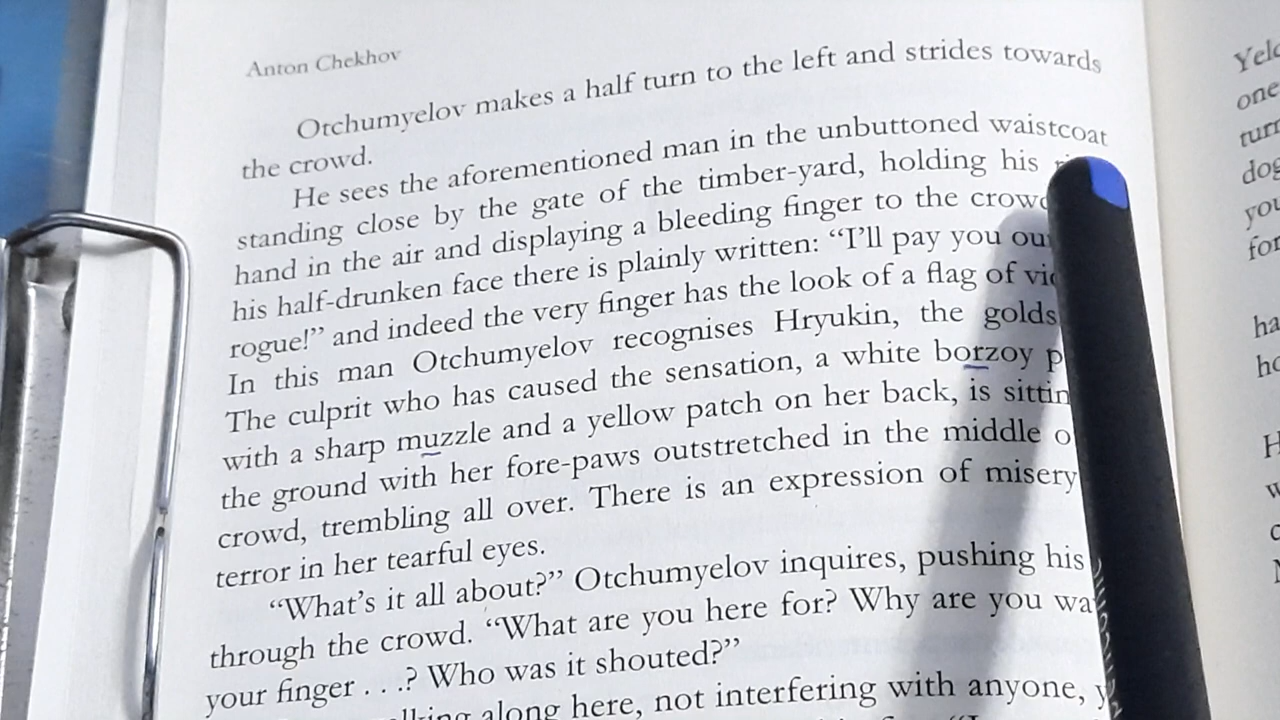 Anton Chekhov
Otchumyelov makes a half turn to the left and strides towards
the crowd.
He sees the aforementioned man in the unbuttoned waistcoat
standing close by the gate of the timber-yard, holding his
hand in the air and displaying a bleeding finger to the
his half-drunken face there is plainly written: “I’ll pay you
rogue!” and indeed the very finger has the look of a flag of
In this man Otchumyelov recognises Hryukin, the
The culprit who has caused the sensation, a white borzoy
with a sharp muzzle and a yellow patch on her back, is
the ground with her fore-paws outstretched in the middle
crowd, trembling all over. There is an expression of misery
terror in her tearful eyes.
“What’s it all about?” Otchumyelov inquires, pushing his
through the crowd. “What are you here for? Why are you
your finger . . .? Who was it shouted?”
along here, not interfering with anyone,